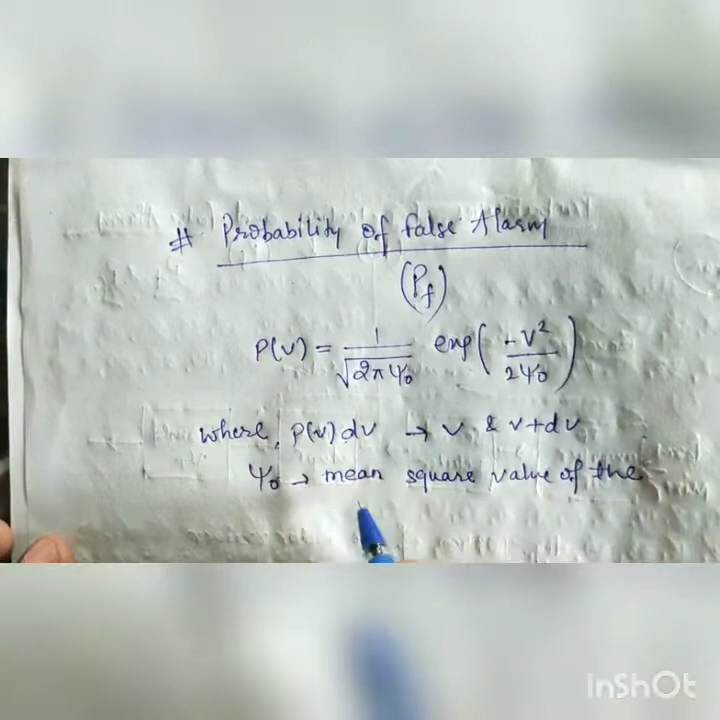 # Probability of false Alarm
(Pf)
P(v) = 1/√2πψ0 exp(-v²/2ψ0)
where, P(v) dv → v & v+dv
ψ0 → mean square value of the
InShOt